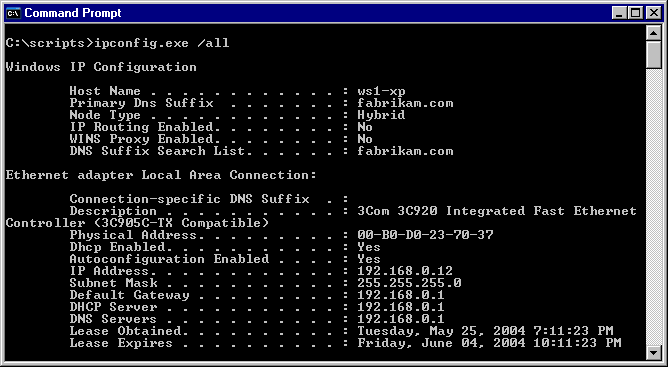 Command Prompt
C:\scripts>ipconfig.exe /all
Windows IP Configuration
Host Name . . . . . . . . . . . . : ws1-xp
Primary Dns Suffix . . . . . . . : fabrikam.com
Node Type . . . . . . . . . . . . : Hybrid
IP Routing Enabled. . . . . . . . : No
WINS Proxy Enabled. . . . . . . . : No
DNS Suffix Search List. . . . . . : fabrikam.com
Ethernet adapter Local Area Connection:
Connection-specific DNS Suffix . :
Description . . . . . . . . . . . : 3Com 3C920 Integrated Fast Ethernet
Controller (3C905C-TX Compatible)
Physical Address. . . . . . . . . : 00-B0-D0-23-70-37
Dhcp Enabled. . . . . . . . . . . : Yes
Autoconfiguration Enabled . . . . : Yes
IP Address. . . . . . . . . . . . : 192.168.0.12
Subnet Mask . . . . . . . . . . . : 255.255.255.0
Default Gateway . . . . . . . . . : 192.168.0.1
DHCP Server . . . . . . . . . . . : 192.168.0.1
DNS Servers . . . . . . . . . . . : 192.168.0.1
Lease Obtained. . . . . . . . . . : Tuesday, May 25, 2004 7:11:23 PM
Lease Expires . . . . . . . . . . : Friday, June 04, 2004 10:11:23 PM